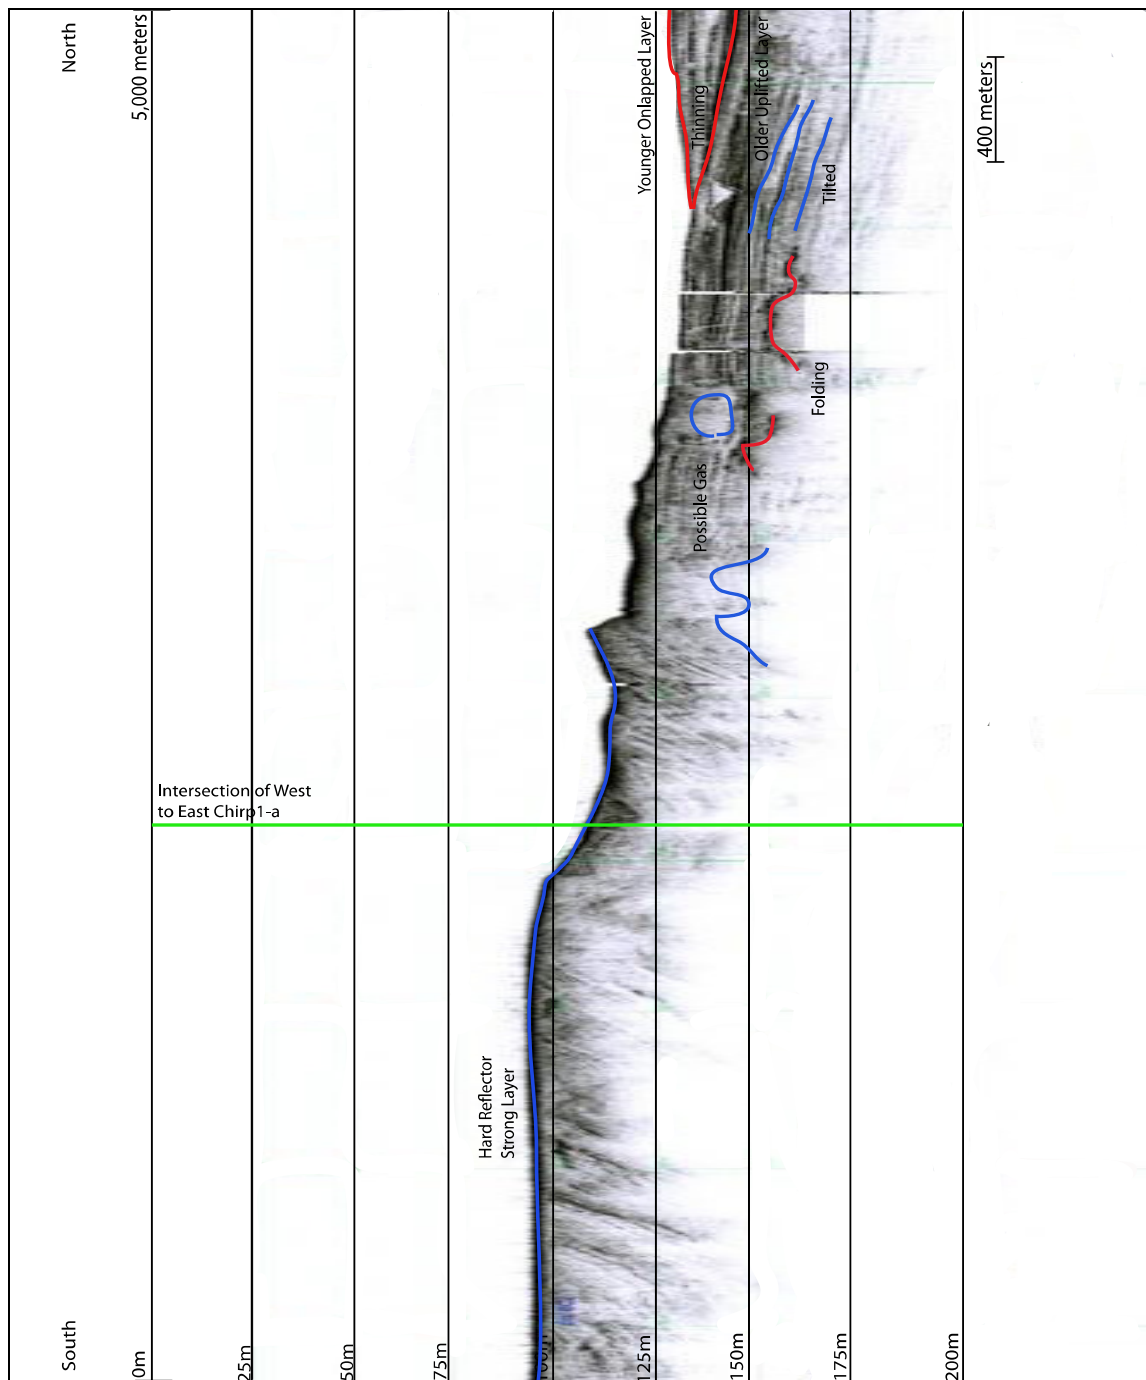 North
5,000 meters
Younger Onlapped Layer
Thinning
Older Uplifted Layer
Tilted
400 meters
Folding
Possible Gas
Intersection of West
to East Chirp1-a
Hard Reflector
Strong Layer
South
0m
25m
50m
75m
100m
125m
150m
175m
200m